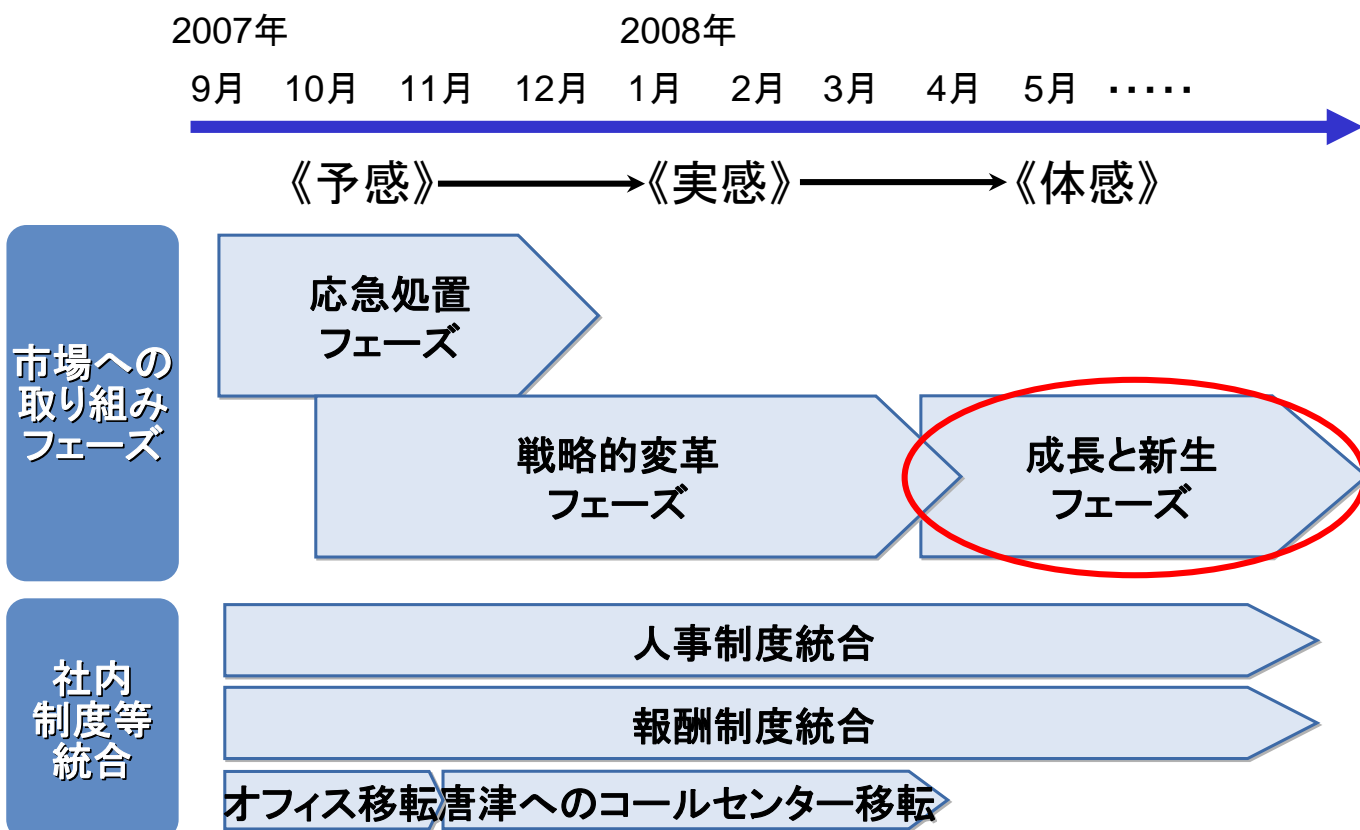 2007年 2008年
9月 10月 11月 12月 1月 2月 3月 4月 5月 ・・・・・
《予感》 《実感》 《体感》
市場への
取り組み
フェーズ
応急処置
フェーズ
戦略的変革
フェーズ
成長と新生
フェーズ
社内
制度等
統合
人事制度統合
報酬制度統合
オフィス移転 唐津へのコールセンター移転